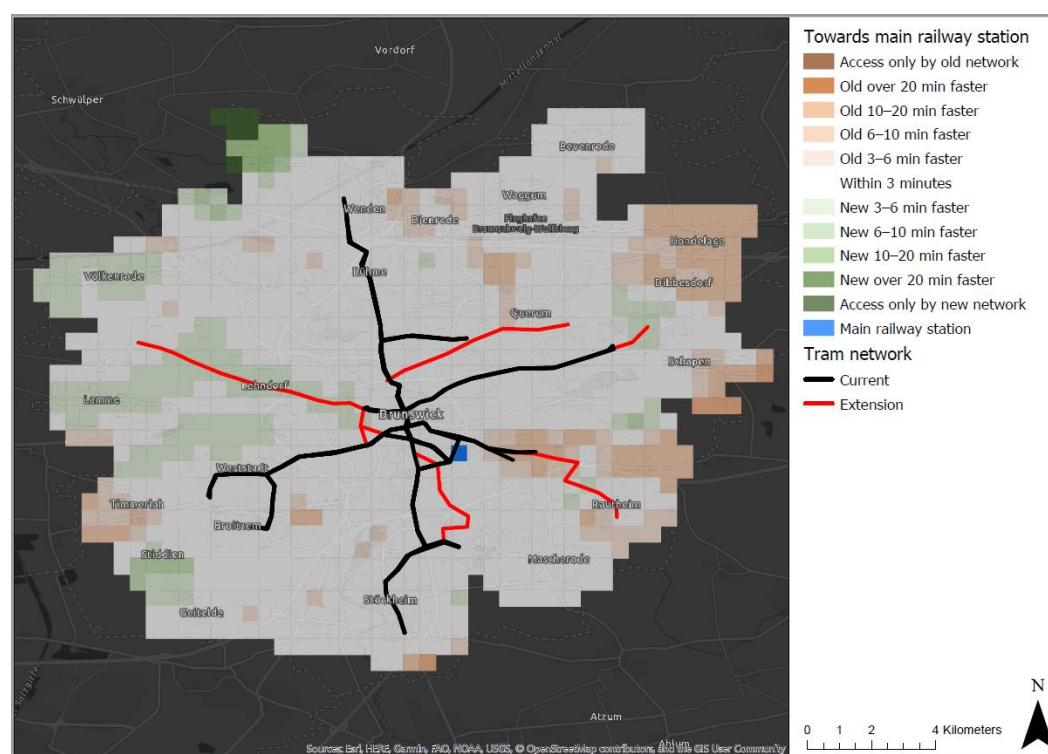 Vordorf
Mittellandkanal
Schwülper
Bevenrode
Waggum
Wenden
Bienrode
Flughafen
Braunschweig-Wolfsburg
Hondelage
Rühme
Völkenrode
Dibbesdorf
Querum
Schapen
Lehndorf
Lamme
Brunswick
Weststadt
Timmerlah
Rautheim
Broitzem
Stiddien
Mascherode
Geitelde
Stöckheim
Salzgitter
Atzum
Ahlum
Sources: Esri, HERE, Garmin, FAO, NOAA, USGS, © OpenStreetMap contributors, and the GIS User Community
Towards main railway station
Access only by old network
Old over 20 min faster
Old 10–20 min faster
Old 6–10 min faster
Old 3–6 min faster
Within 3 minutes
New 3–6 min faster
New 6–10 min faster
New 10–20 min faster
New over 20 min faster
Access only by new network
Main railway station
Tram network
Current
Extension
N
0 1 2 4 Kilometers